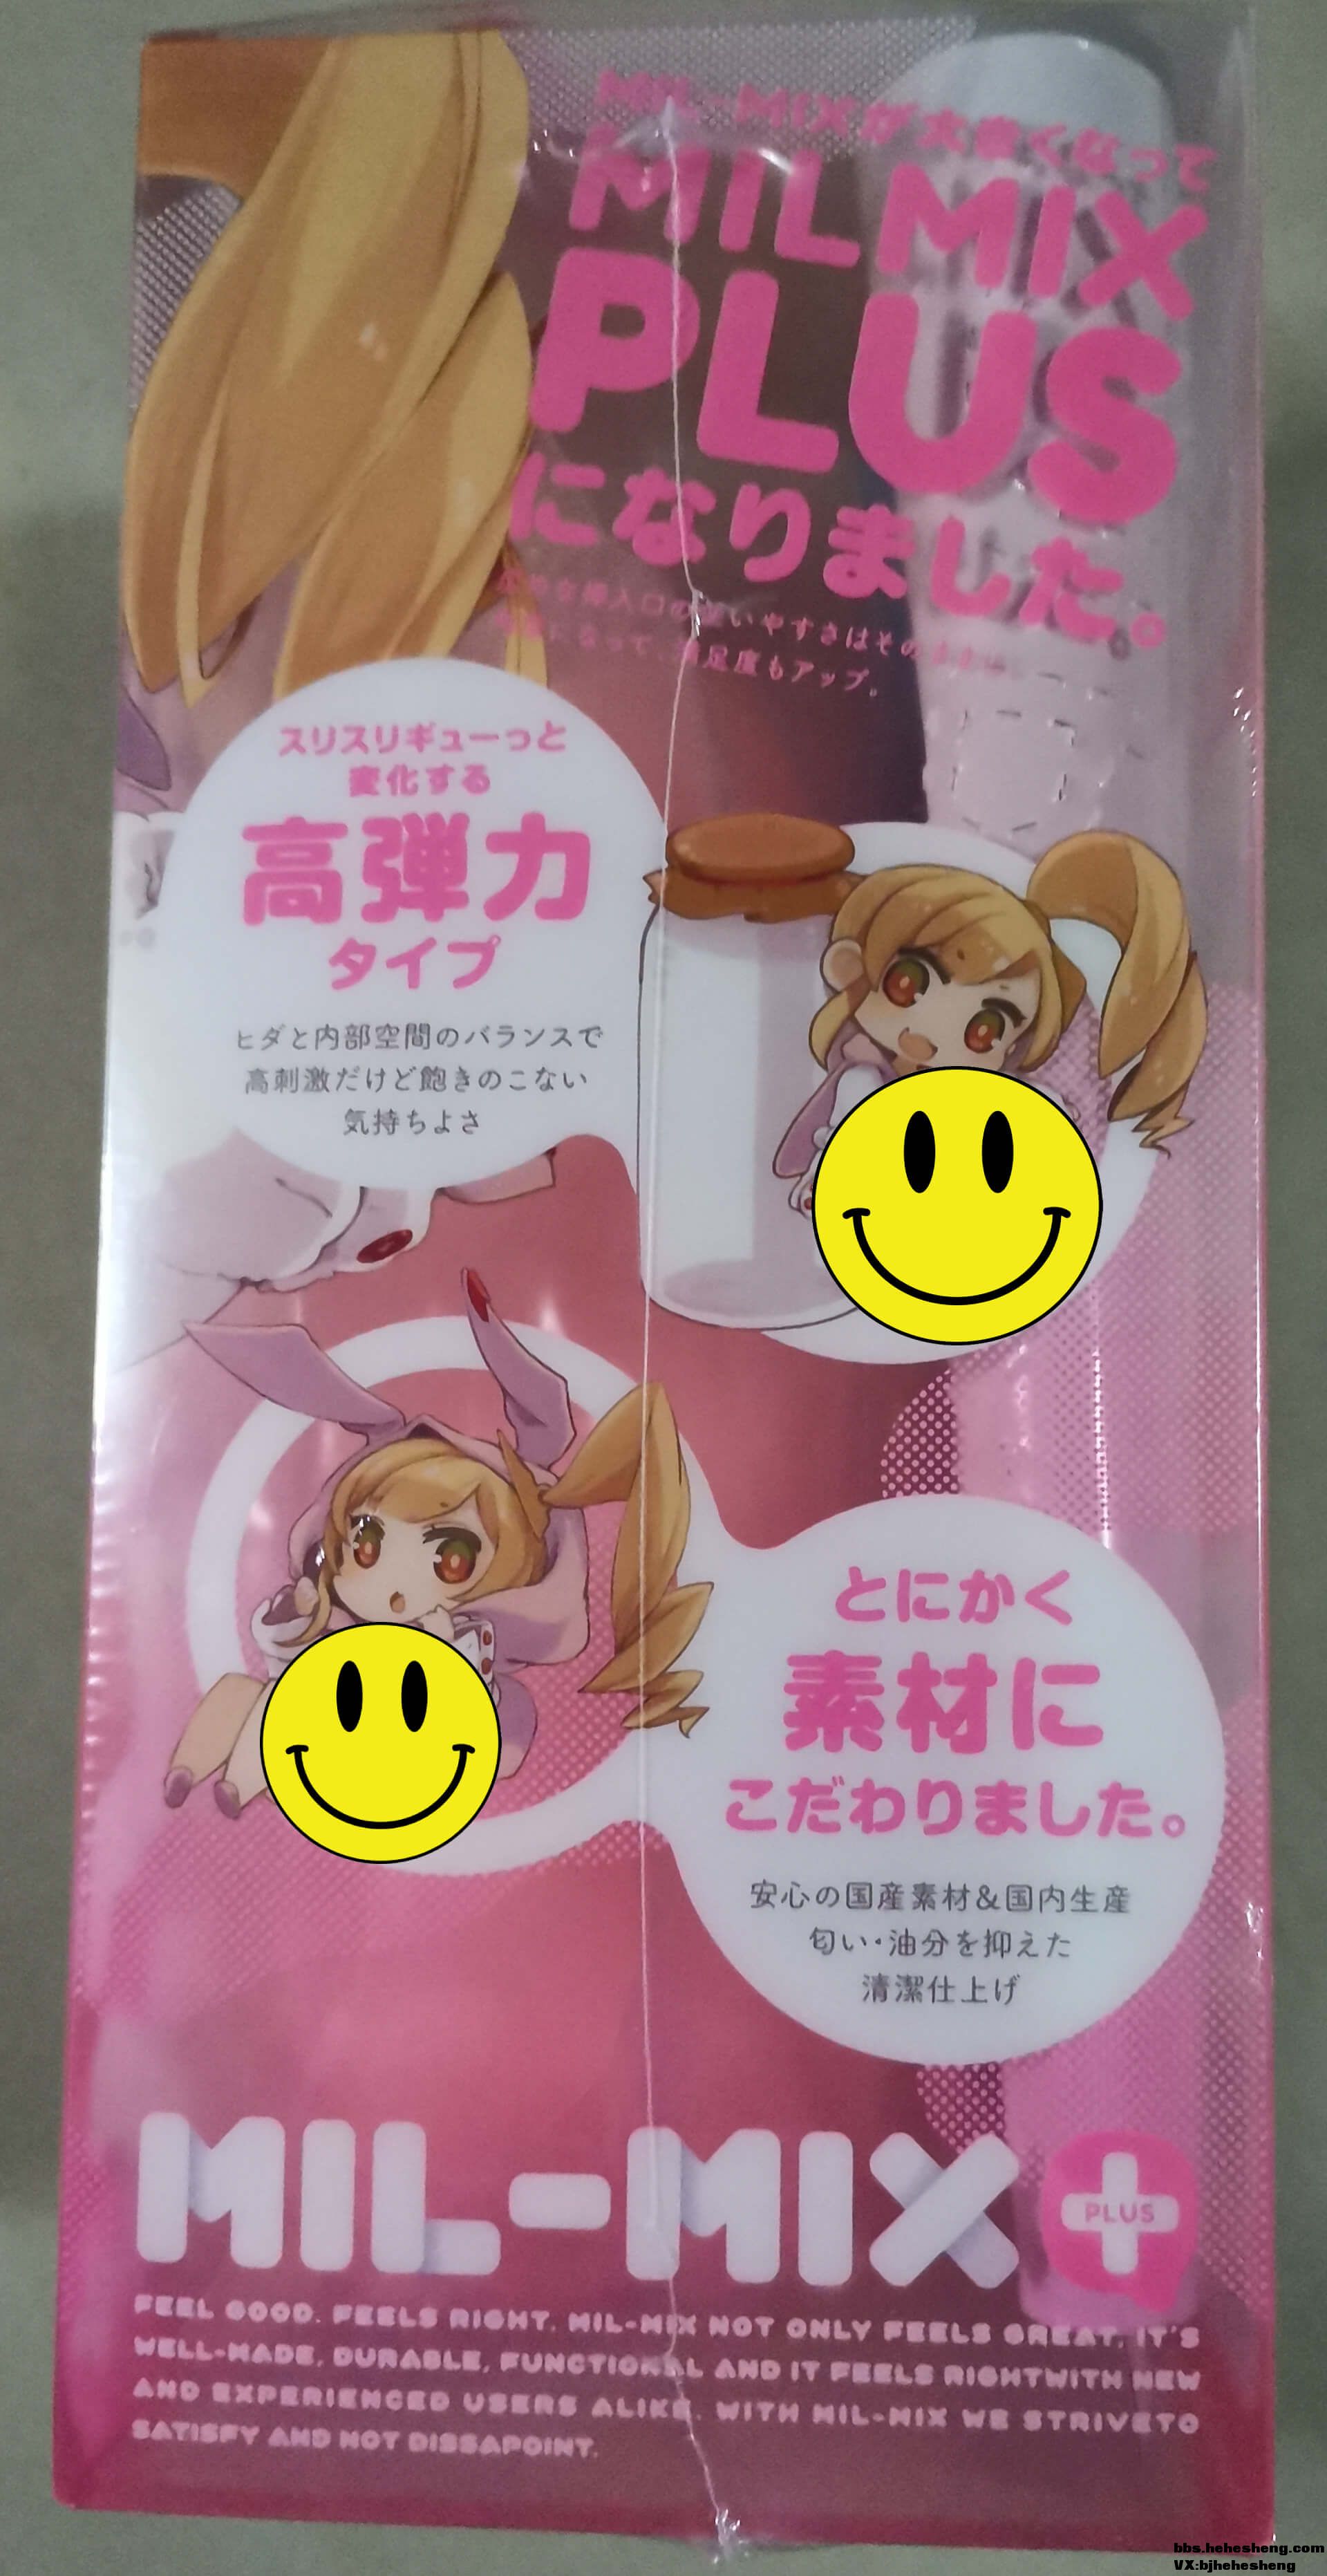 MIL-MIXが大きくなって
MILMIX
PLUS
になりました。
いやすさはその
足度もアップ。
スリスリギューっと
変化する
高弾力
タイプ
ヒダと内部空間のバランスで
高刺激だけど飽きのこない
気持ちよさ
とにかく
素材に
こだわりました。
安心の国産素材&国内生産
匂い・油分を抑えた
清潔仕上げ
MIL-MIX
PLUS
FEEL GOOD. FEELS RIGHT. MIL-MIX NOT ONLY FEELS GREAT, IT'S
WELL-MADE, DURABLE, FUNCTIONAL AND IT FEELS RIGHTWITH NEW
AND EXPERIENCED USERS ALIKE. WITH MIL-MIX WE STRIVETO
SATISFY AND NOT DISSAPOINT.
bbs.hehesheng.com
VX:bjhehesheng